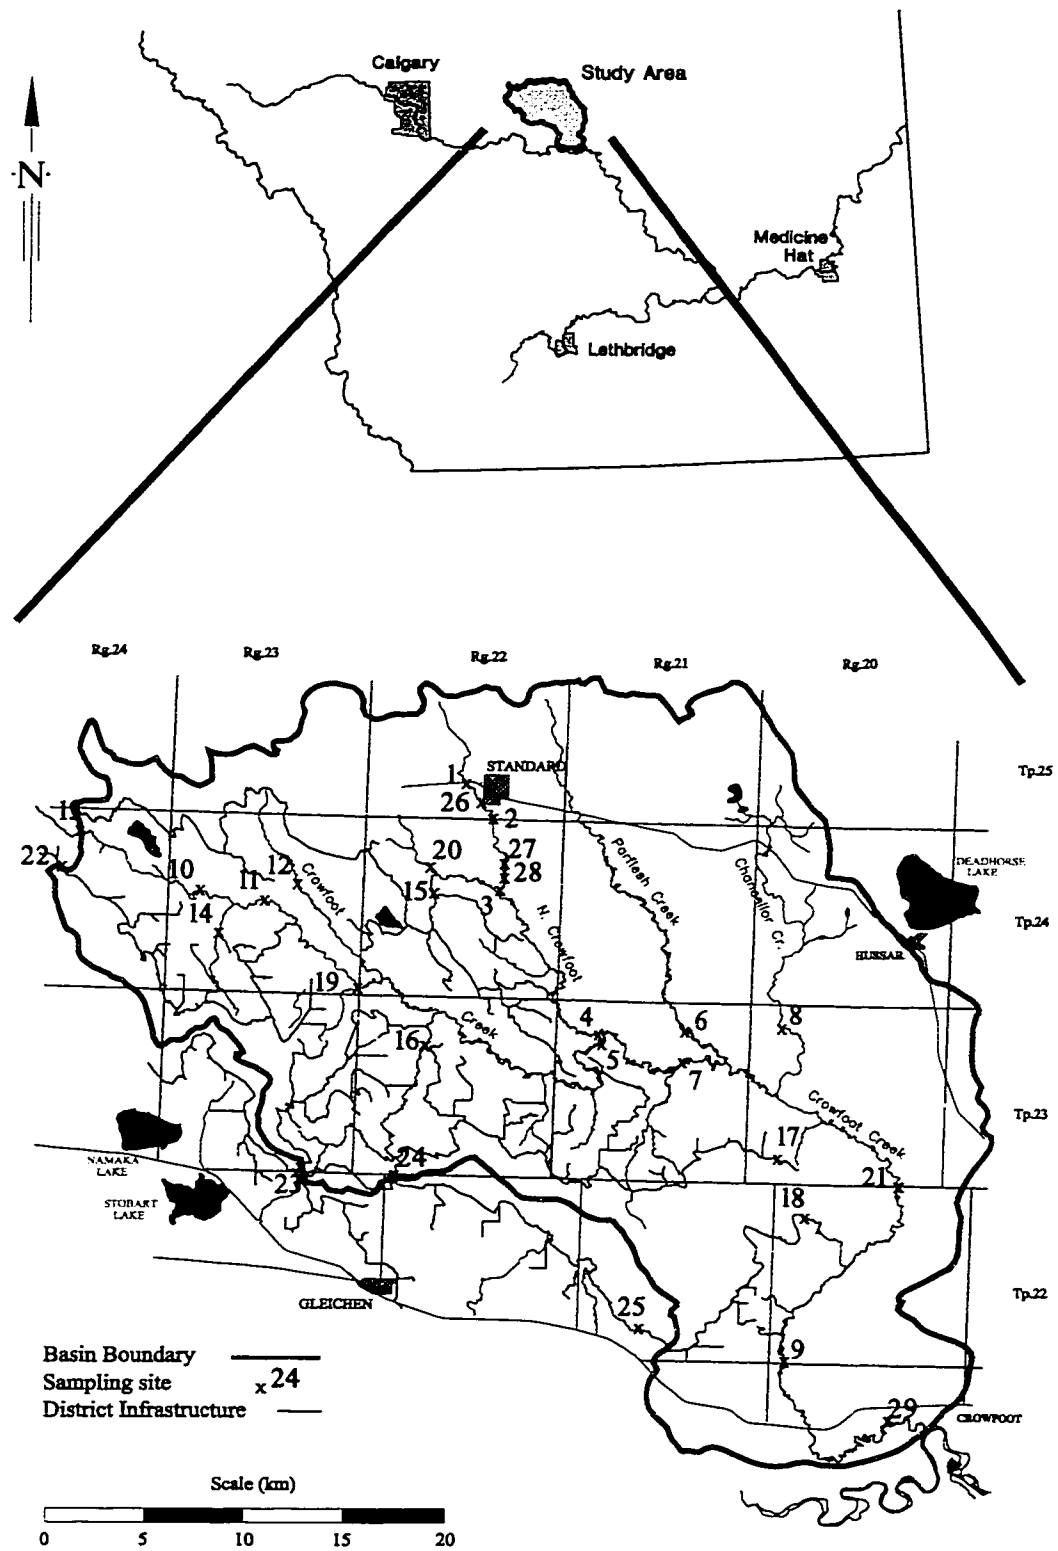 Calgary
Study Area
·N·
Medicine
Hat
Lethbridge
Rg.24
Rg.23
Rg.22
Rg.21
Rg.20
Tp.25
STANDARD
1
26
2
13
22
10
12
11
14
20
15
27
28
3
Crowfoot
N. Crowfoot
Parflesh Creek
Chancellor Cr.
DEADHORSE
LAKE
Tp.24
HUSSAR
19
Creek
16
4
5
6
7
8
Crowfoot Creek
Tp.23
17
NAMAKA
LAKE
23
24
21
STOBART
LAKE
18
GLEICHEN
25
Tp.22
9
29
CROWFOOT
Basin Boundary
Sampling site x 24
District Infrastructure
Scale (km)
0 5 10 15 20